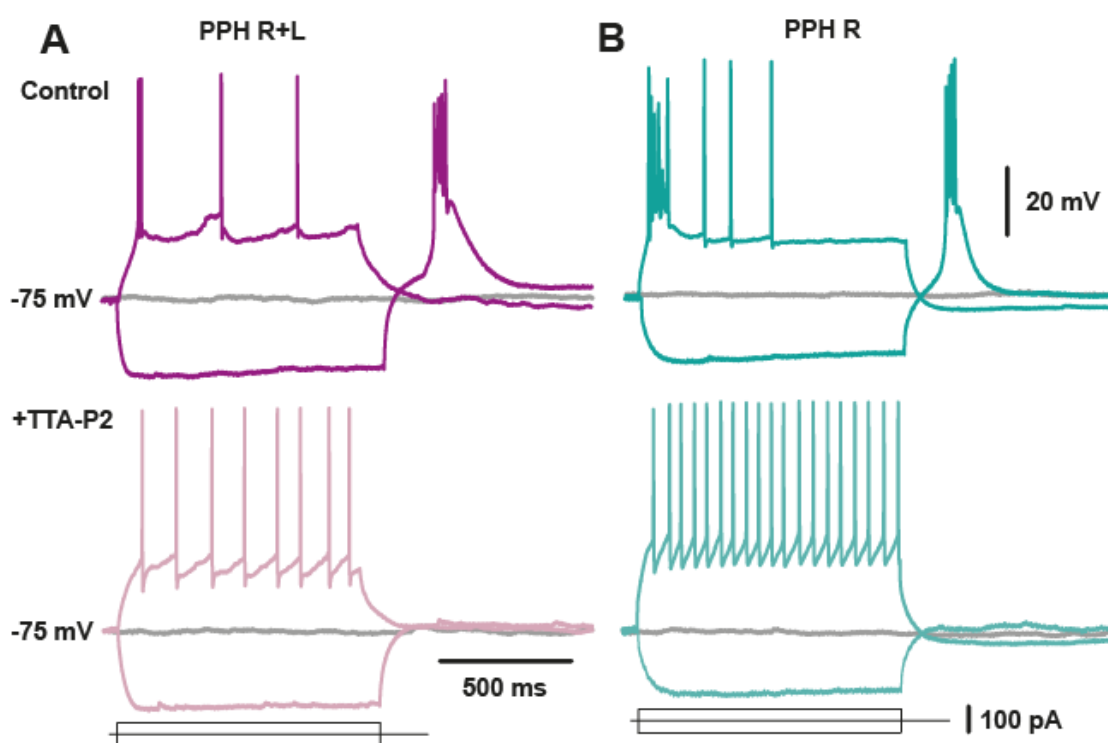 A
PPH R+L
B
PPH R
Control
20 mV
-75 mV
+TTA-P2
-75 mV
500 ms
100 pA